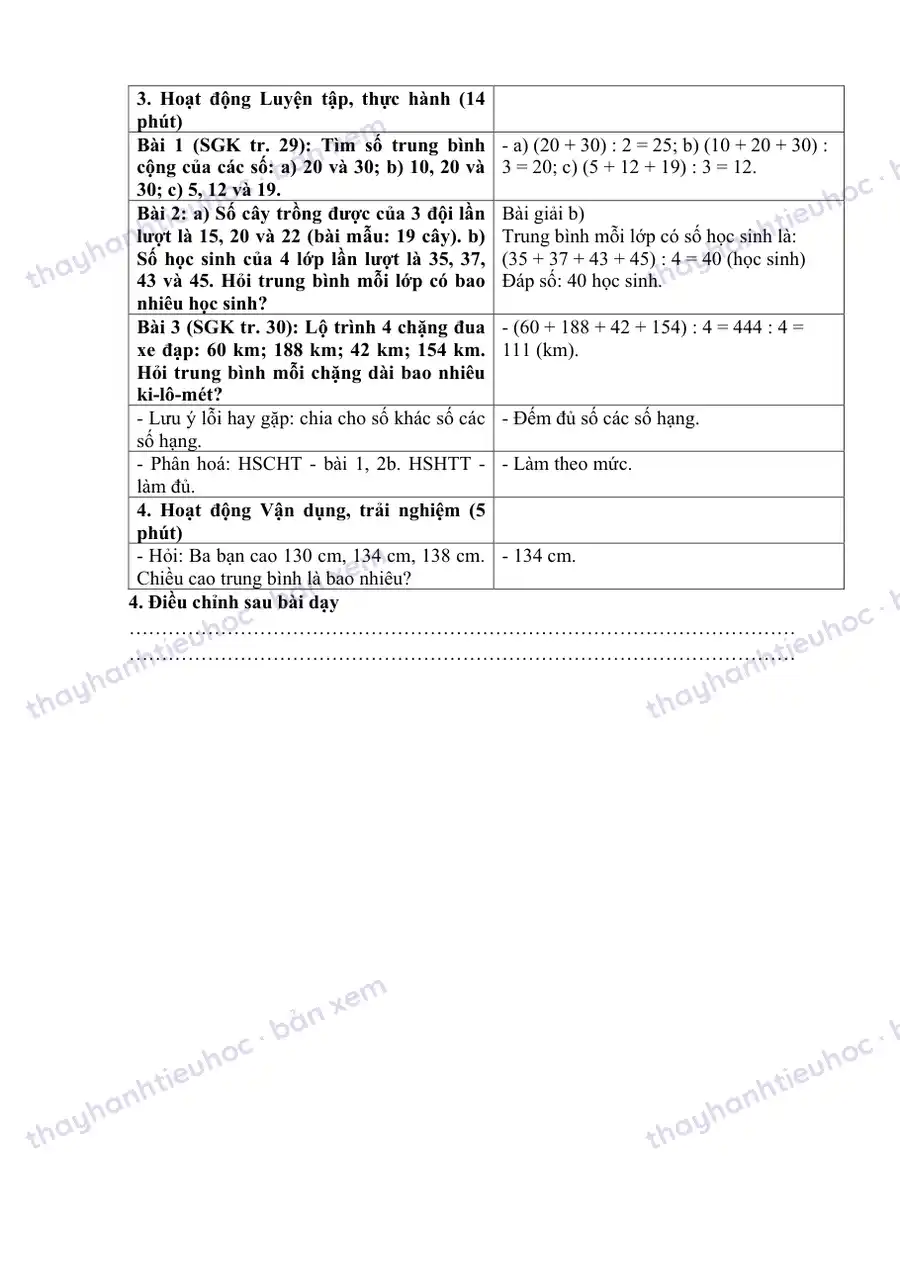 3. Hoạt động Luyện tập, thực hành (14
phút)
Bài 1 (SGK tr. 29): Tìm số trung bình
cộng của các số: a) 20 và 30; b) 10, 20 và
30; c) 5, 12 và 19.
- a) (20 + 30) : 2 = 25; b) (10 + 20 + 30) :
3 = 20; c) (5 + 12 + 19) : 3 = 12.
Bài 2: a) Số cây trồng được của 3 đội lần
lượt là 15, 20 và 22 (bài mẫu: 19 cây). b)
Số học sinh của 4 lớp lần lượt là 35, 37,
43 và 45. Hỏi trung bình mỗi lớp có bao
nhiêu học sinh?
Bài giải b)
Trung bình mỗi lớp có số học sinh là:
(35 + 37 + 43 + 45) : 4 = 40 (học sinh)
Đáp số: 40 học sinh.
Bài 3 (SGK tr. 30): Lộ trình 4 chặng đua
xe đạp: 60 km; 188 km; 42 km; 154 km.
Hỏi trung bình mỗi chặng dài bao nhiêu
ki-lô-mét?
- (60 + 188 + 42 + 154) : 4 = 444 : 4 =
111 (km).
- Lưu ý lỗi hay gặp: chia cho số khác số các
số hạng.
- Đếm đủ số các số hạng.
- Phân hoá: HSCHT - bài 1, 2b. HSHTT -
làm đủ.
- Làm theo mức.
4. Hoạt động Vận dụng, trải nghiệm (5
phút)
- Hỏi: Ba bạn cao 130 cm, 134 cm, 138 cm.
Chiều cao trung bình là bao nhiêu?
- 134 cm.
4. Điều chỉnh sau bài dạy
…………………………………………………………………………………………
…………………………………………………………………………………………
thayhanhtieuhoc · bản xem
thayhanhtieuhoc · b
thayhanhtieuhoc · bản xem
thayhanhtieuhoc · b
thayhanhtieuhoc · bản xem
thayhanhtieuhoc · b